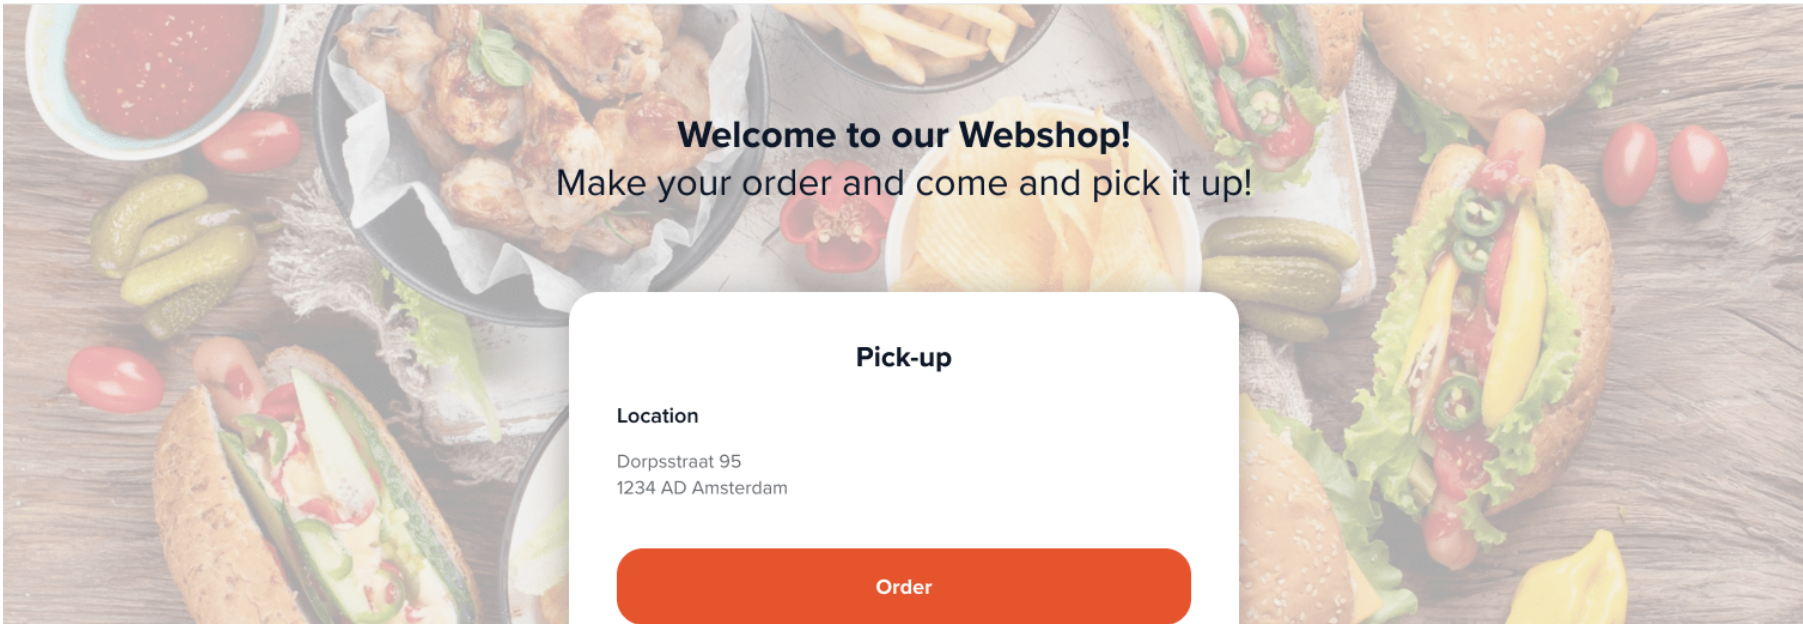 Welcome to our Webshop!
Make your order and come and pick it up!
Pick-up
Location
Dorpsstraat 95
1234 AD Amsterdam
Order